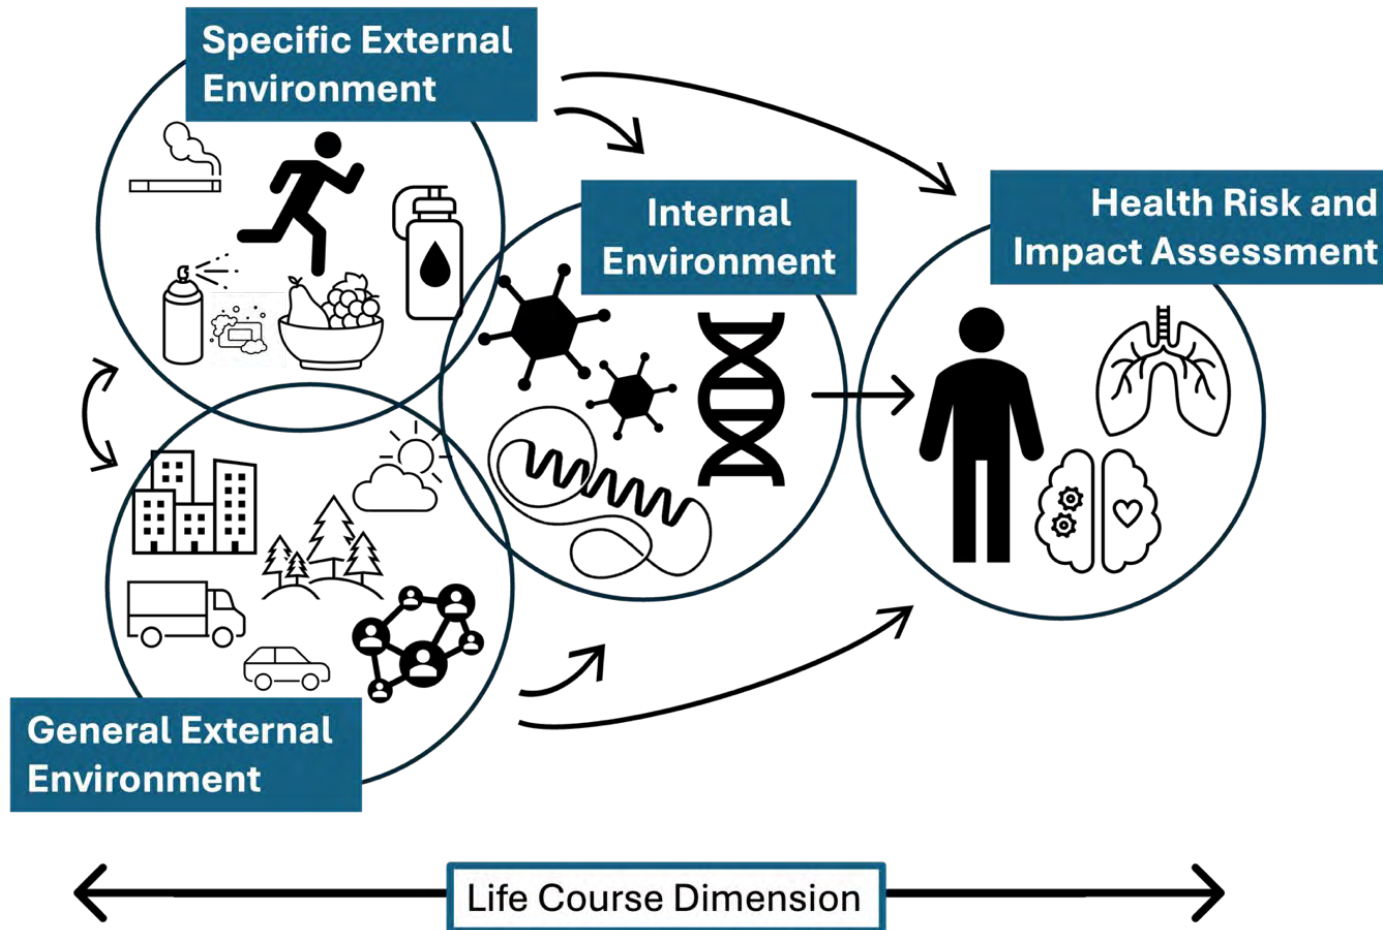 Specific External
Environment
Internal
Environment
Health Risk and
Impact Assessment
General External
Environment
Life Course Dimension